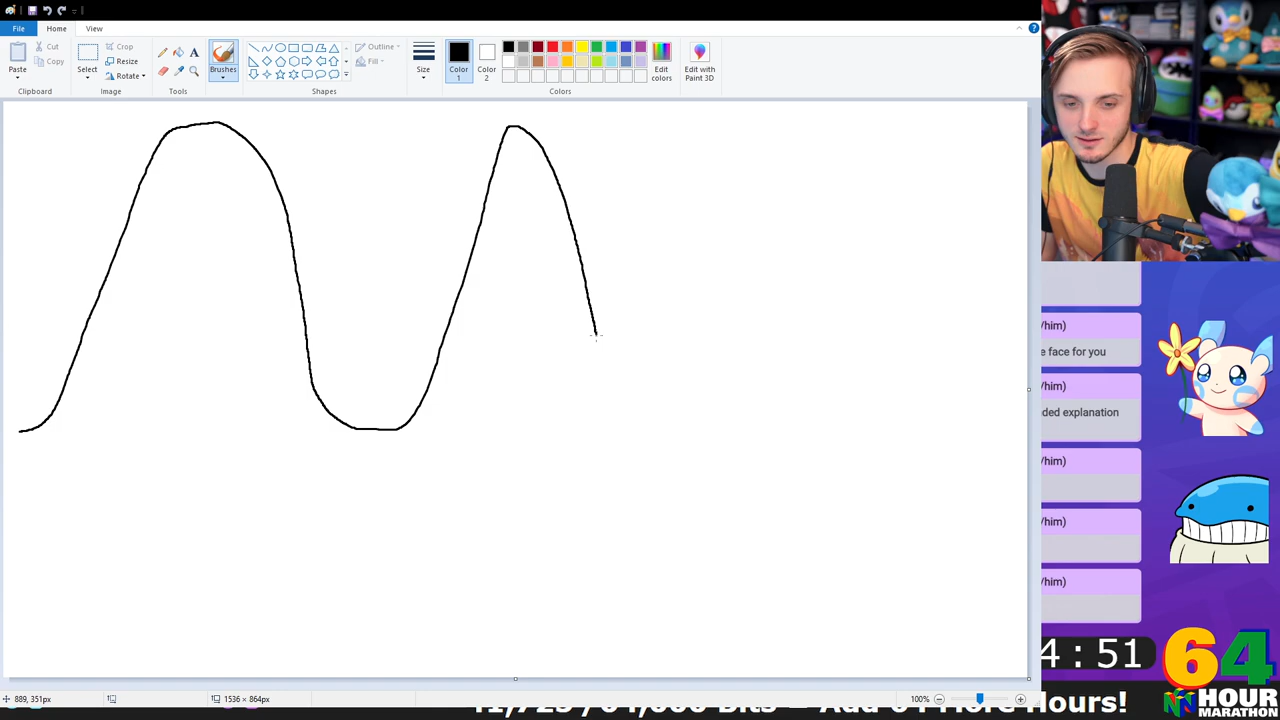 File
Home
View
Paste
Cut
Copy
Clipboard
Select
Crop
Resize
Rotate
Image
A
Tools
Brushes
Outline
Fill
Shapes
Size
Color 1
Color 2
Edit colors
Colors
Edit with Paint 3D
/him)
e face for you
/him)
ded explanation
/him)
/him)
/him)
4:51
64
HOUR
MARATHON
889, 351px
1536 × 864px
100%
Hours!